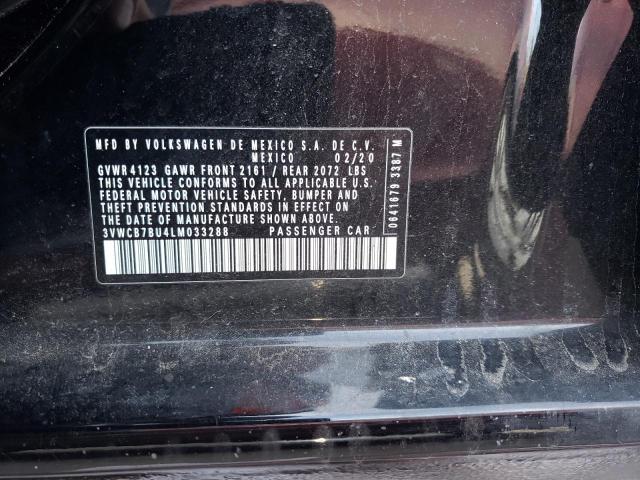 MFD BY VOLKSWAGEN DE MEXICO S.A. DE C.V.
MEXICO 02/20
GVWR 4123 GAWR FRONT 2161 / REAR 2072 LBS
THIS VEHICLE CONFORMS TO ALL APPLICABLE U.S.
FEDERAL MOTOR VEHICLE SAFETY, BUMPER AND
THEFT PREVENTION STANDARDS IN EFFECT ON
THE DATE OF MANUFACTURE SHOWN ABOVE.
3VWCB7BU4LM033288 PASSENGER CAR
0641679 3387 M